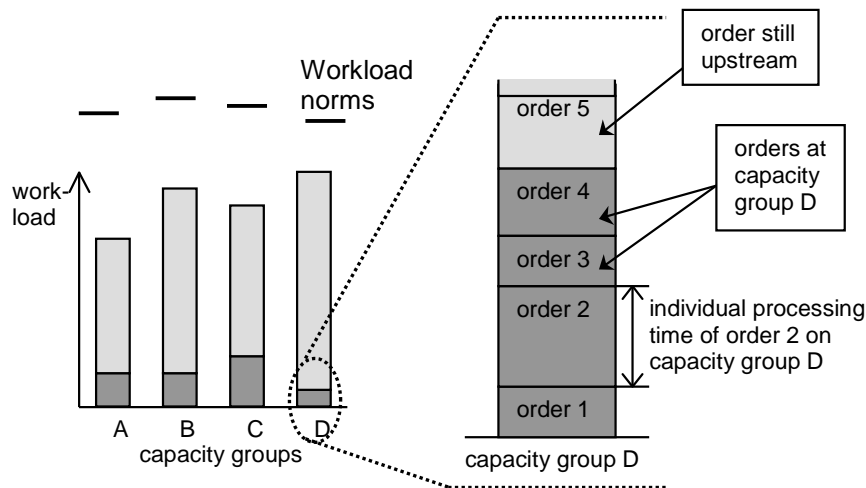 Workload
norms
work-
load
A
B
C
D
capacity groups
order still
upstream
orders at
capacity
group D
order 5
order 4
order 3
order 2
order 1
individual processing
time of order 2 on
capacity group D
capacity group D